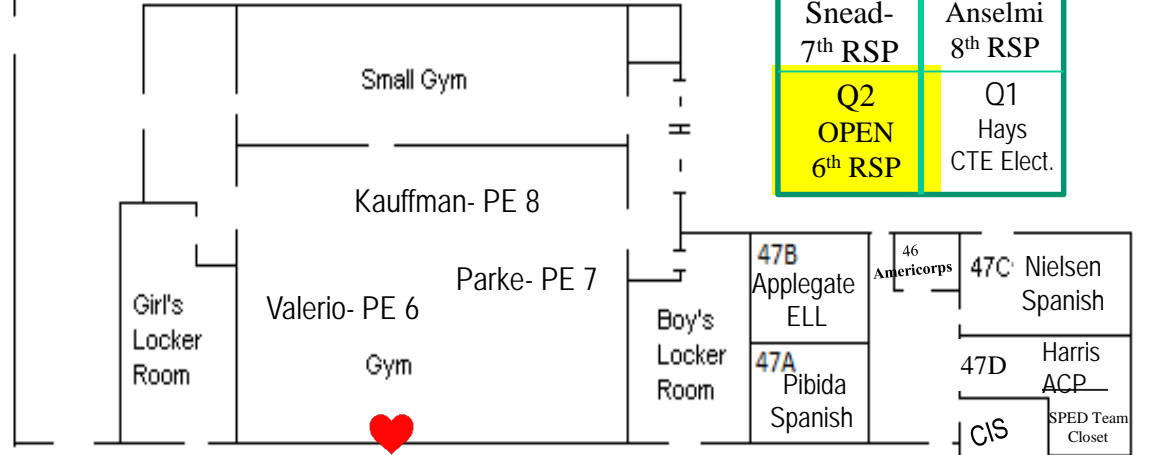 Snead-
7th RSP
Anselmi
8th RSP
Q2
OPEN
6th RSP
Q1
Hays
CTE Elect.
Small Gym
Kauffman- PE 8
Parke- PE 7
Valerio- PE 6
Gym
Girl's
Locker
Room
Boy's
Locker
Room
47B
Applegate
ELL
47A
Pibida
Spanish
46
Americorps
47C Nielsen
Spanish
47D
Harris
ACP
CIS
SPED Team
Closet